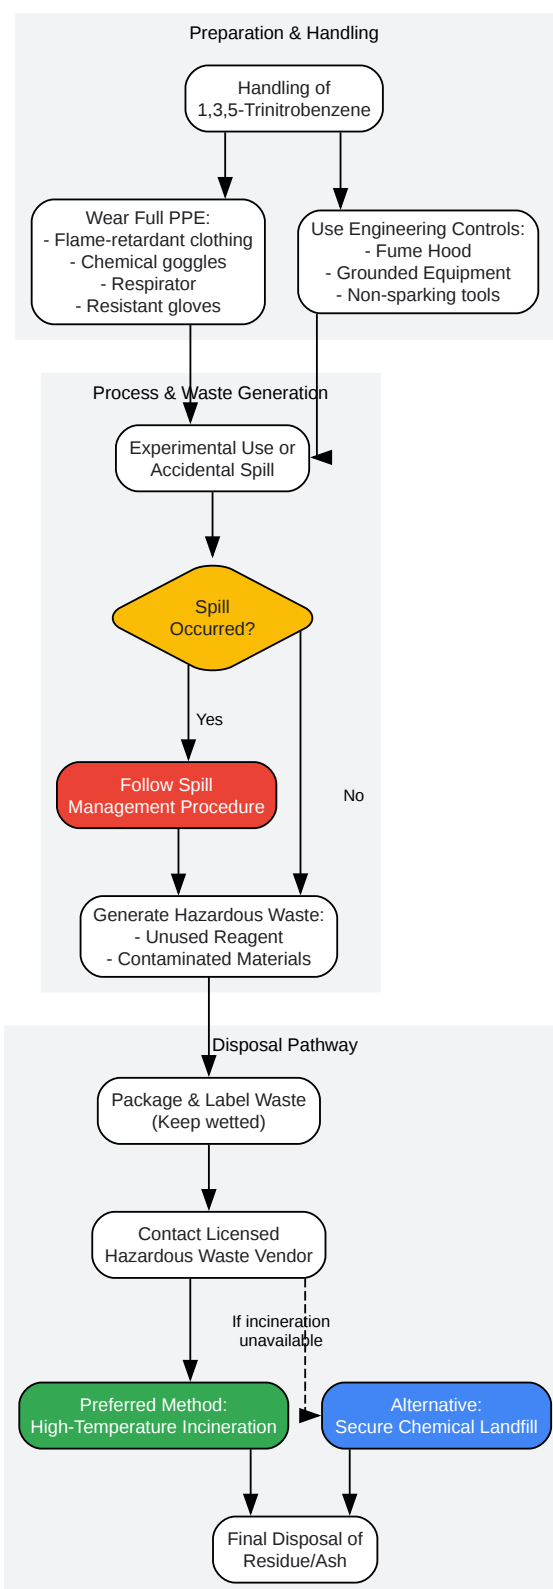 Preparation & Handling
Handling of
1,3,5-Trinitrobenzene
Wear Full PPE:
- Flame-retardant clothing
- Chemical goggles
- Respirator
- Resistant gloves
Use Engineering Controls:
- Fume Hood
- Grounded Equipment
- Non-sparking tools
Process & Waste Generation
Experimental Use or
Accidental Spill
Spill
Occurred?
Yes
Follow Spill
Management Procedure
No
Generate Hazardous Waste:
- Unused Reagent
- Contaminated Materials
Disposal Pathway
Package & Label Waste
(Keep wetted)
Contact Licensed
Hazardous Waste Vendor
If incineration
unavailable
Preferred Method:
High-Temperature Incineration
Alternative:
Secure Chemical Landfill
Final Disposal of
Residue/Ash